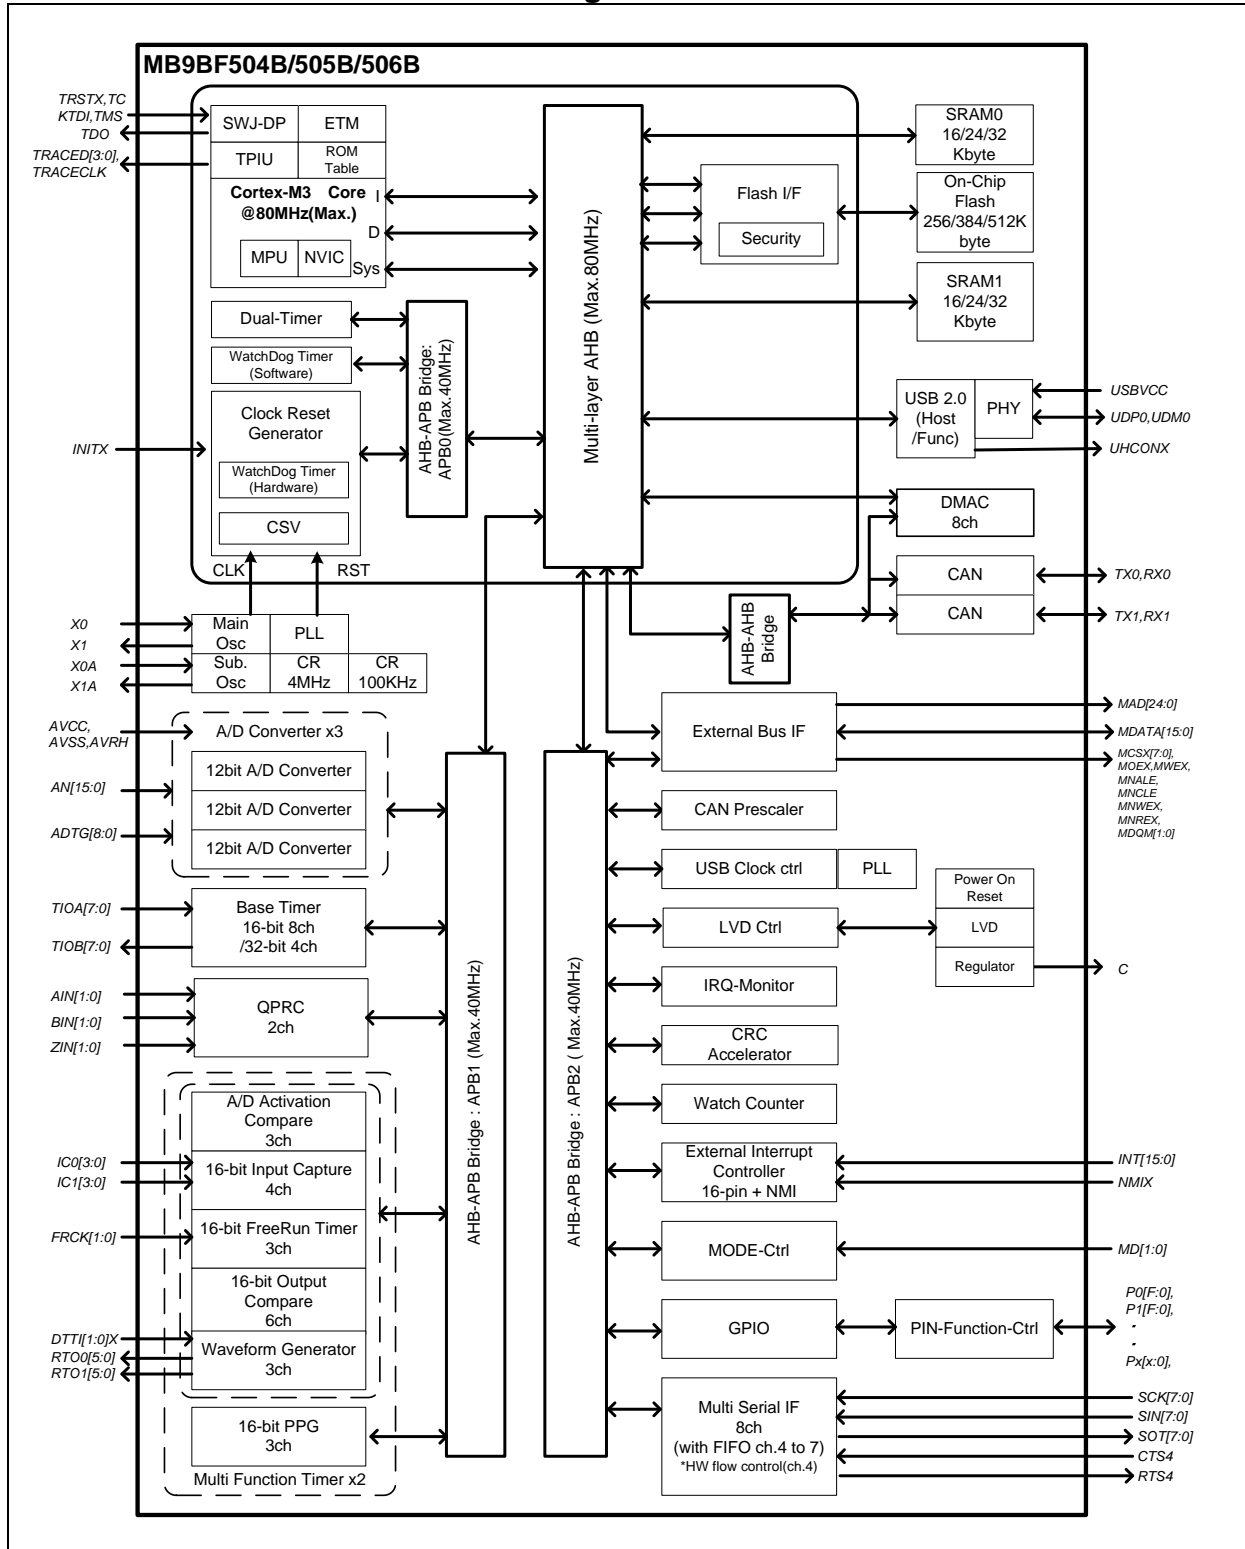 MB9BF504B/505B/506B
TRSTX,TC
KTDI,TMS
TDO
TRACED[3:0],
TRACECLK
SWJ-DP
ETM
TPIU
ROM
Table
Cortex-M3 Core
@80MHz(Max.)
I
D
Sys
MPU
NVIC
Dual-Timer
WatchDog Timer
(Software)
Clock Reset
Generator
WatchDog Timer
(Hardware)
CSV
INITX
CLK
RST
AHB-APB Bridge:
APB0(Max.40MHz)
Multi-layer AHB (Max.80MHz)
Flash I/F
Security
SRAM0
16/24/32
Kbyte
On-Chip
Flash
256/384/512K
byte
SRAM1
16/24/32
Kbyte
USB 2.0
(Host
/Func)
PHY
USBVCC
UDP0,UDM0
UHCONX
DMAC
8ch
CAN
TX0,RX0
CAN
TX1,RX1
AHB-AHB
Bridge
X0
X1
X0A
X1A
Main
Osc
PLL
Sub.
Osc
CR
4MHz
CR
100KHz
AVCC,
AVSS,AVRH
AN[15:0]
ADTG[8:0]
A/D Converter x3
12bit A/D Converter
12bit A/D Converter
12bit A/D Converter
TIOA[7:0]
TIOB[7:0]
Base Timer
16-bit 8ch
/32-bit 4ch
AIN[1:0]
BIN[1:0]
ZIN[1:0]
QPRC
2ch
A/D Activation
Compare
3ch
IC0[3:0]
IC1[3:0]
16-bit Input Capture
4ch
FRCK[1:0]
16-bit FreeRun Timer
3ch
16-bit Output
Compare
6ch
DTTI[1:0]X
RTO0[5:0]
RTO1[5:0]
Waveform Generator
3ch
16-bit PPG
3ch
Multi Function Timer x2
AHB-APB Bridge : APB1 (Max.40MHz)
AHB-APB Bridge : APB2 ( Max.40MHz)
External Bus IF
MAD[24:0]
MDATA[15:0]
MCSX[7:0],
MOEX,MWEX,
MNALE,
MNCLE
MNWEX,
MNREX,
MDQM[1:0]
CAN Prescaler
USB Clock ctrl
PLL
LVD Ctrl
Power On
Reset
LVD
Regulator
C
IRQ-Monitor
CRC
Accelerator
Watch Counter
External Interrupt
Controller
16-pin + NMI
INT[15:0]
NMIX
MODE-Ctrl
MD[1:0]
GPIO
PIN-Function-Ctrl
P0[F:0],
P1[F:0],
.
.
Px[x:0],
Multi Serial IF
8ch
(with FIFO ch.4 to 7)
*HW flow control(ch.4)
SCK[7:0]
SIN[7:0]
SOT[7:0]
CTS4
RTS4